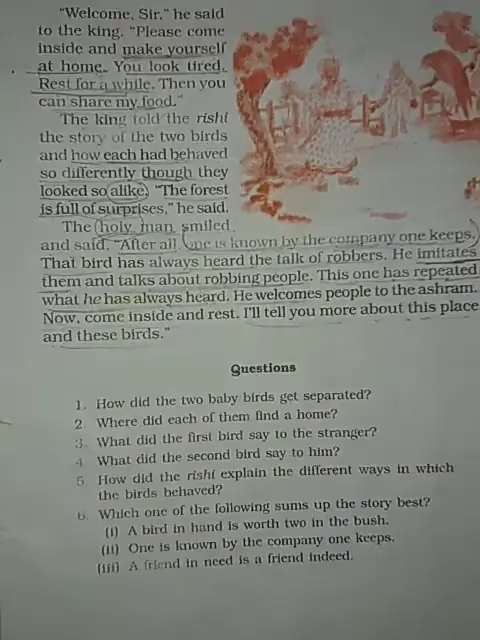 "Welcome, Sir," he said
to the king. "Please come
inside and make yourself
at home. You look tired.
Rest for a while. Then you
can share my food."
The king told the rishi
the story of the two birds
and how each had behaved
so differently though they
looked so alike. "The forest
is full of surprises," he said.
The holy man smiled
and said, "After all, one is known by the company one keeps.
That bird has always heard the talk of robbers. He imitates
them and talks about robbing people. This one has repeated
what he has always heard. He welcomes people to the ashram.
Now, come inside and rest. I'll tell you more about this place
and these birds."
Questions
1. How did the two baby birds get separated?
2. Where did each of them find a home?
3. What did the first bird say to the stranger?
4. What did the second bird say to him?
5. How did the rishi explain the different ways in which
the birds behaved?
6. Which one of the following sums up the story best?
(i) A bird in hand is worth two in the bush.
(ii) One is known by the company one keeps.
(iii) A friend in need is a friend indeed.